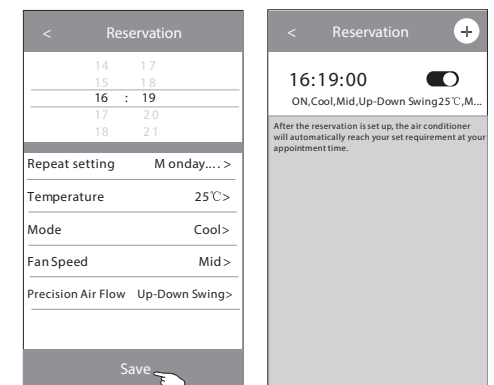 < Reservation
14 17
15 18
16 : 19
17 20
18 21
Repeat setting Monday....>
Temperature 25℃>
Mode Cool>
Fan Speed Mid>
Precision Air Flow Up-Down Swing>
Save
< Reservation +
16:19:00
ON,Cool,Mid,Up-Down Swing25℃,M...
After the reservation is set up, the air conditioner
will automatically reach your set requirement at your
appointment time.